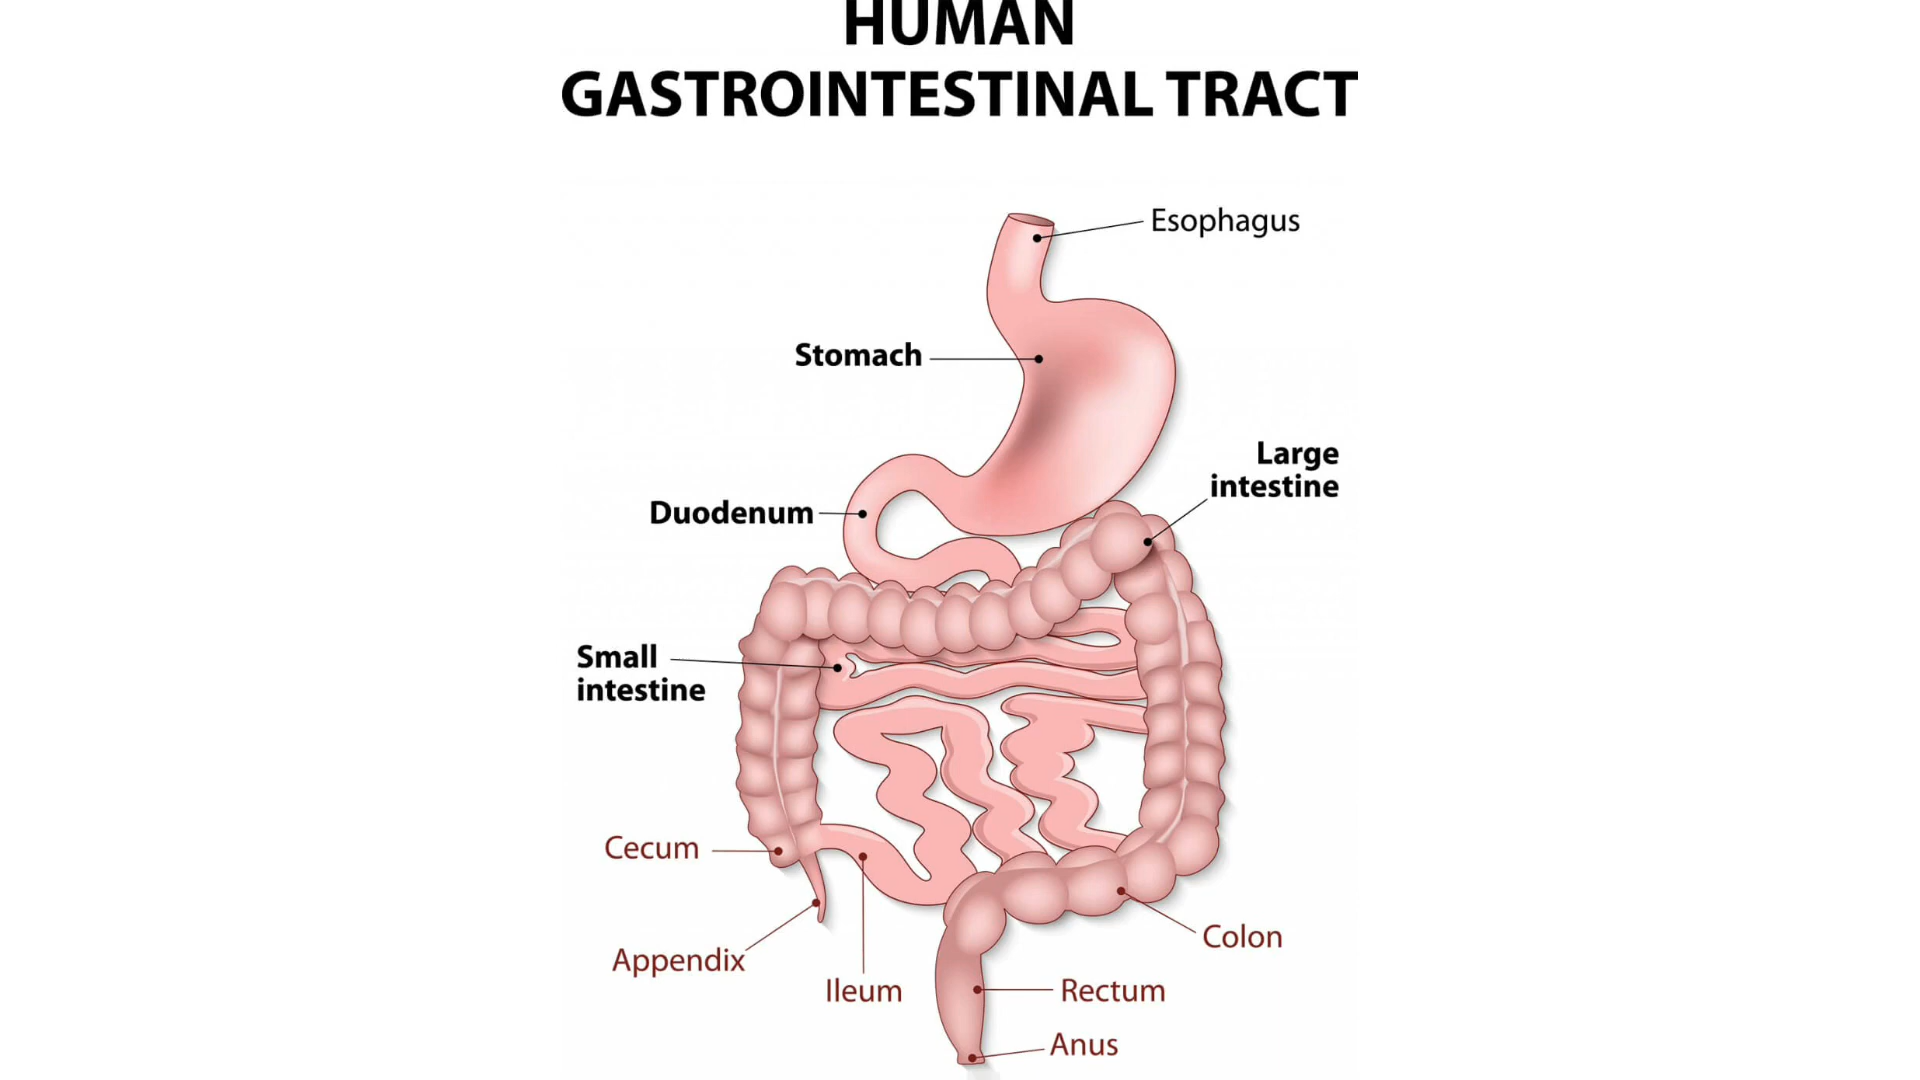 HUMAN
GASTROINTESTINAL TRACT
Esophagus
Stomach
Large
intestine
Duodenum
Small
intestine
Cecum
Appendix
Ileum
Colon
Rectum
Anus